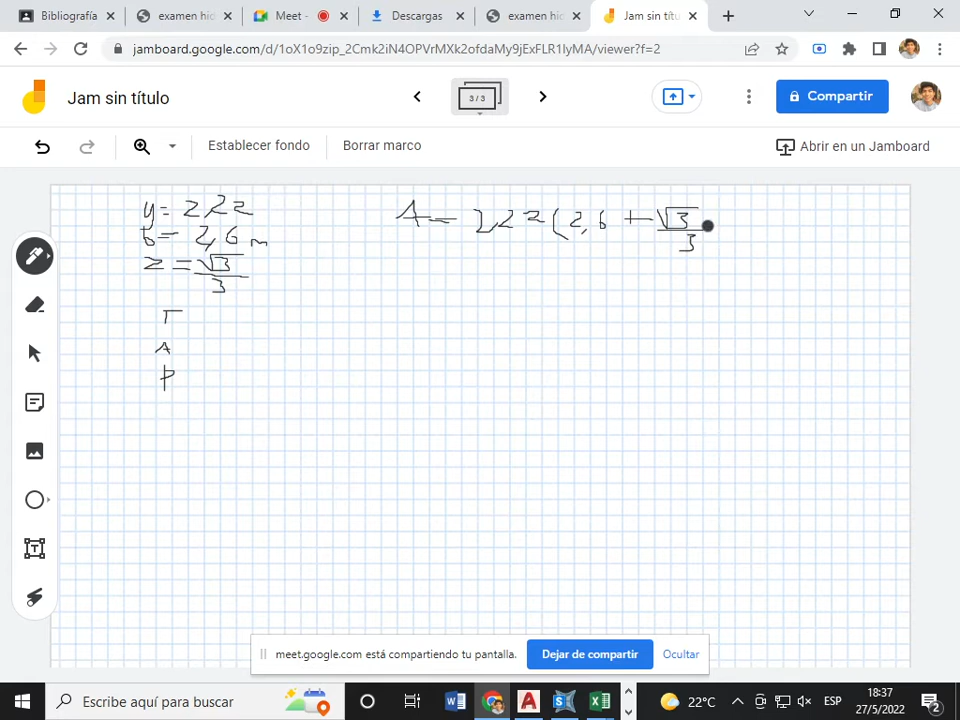 Bibliografía
examen hid
Meet -
Descargas
examen hid
Jam sin títu
jamboard.google.com/d/1oX1o9zip_2Cmk2iN4OPVrMXk2ofdaMy9jExFLR1lyMA/viewer?f=2
Jam sin título
3 / 3
Compartir
Establecer fondo
Borrar marco
Abrir en un Jamboard
y = 2,22
b = 2,6 m
z = √3/3
T
A
P
A = 2,22 (2,6 + √3/3
meet.google.com está compartiendo tu pantalla.
Dejar de compartir
Ocultar
Escribe aquí para buscar
22°C
ESP
18:37
27/5/2022
2